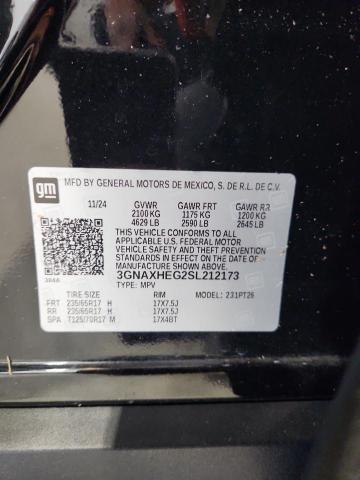 gm
MFD BY GENERAL MOTORS DE MEXICO, S. DE R.L. DE C.V.
11/24 GVWR GAWR FRT GAWR RR
2100 KG 1175 KG 1200 KG
4629 LB 2590 LB 2645 LB
THIS VEHICLE CONFORMS TO ALL APPLICABLE
U.S. FEDERAL MOTOR
VEHICLE SAFETY AND THEFT PREVENTION
STANDARDS IN EFFECT ON THE
DATE OF MANUFACTURE SHOWN ABOVE.
3GNAXHEG2SL212173
TYPE: MPV
TIRE SIZE RIM MODEL: 231PT26
FRT 235/65R17 H 17X7.5J
RR 235/65R17 H 17X7.5J
SPA T125/70R17 M 17X4BT